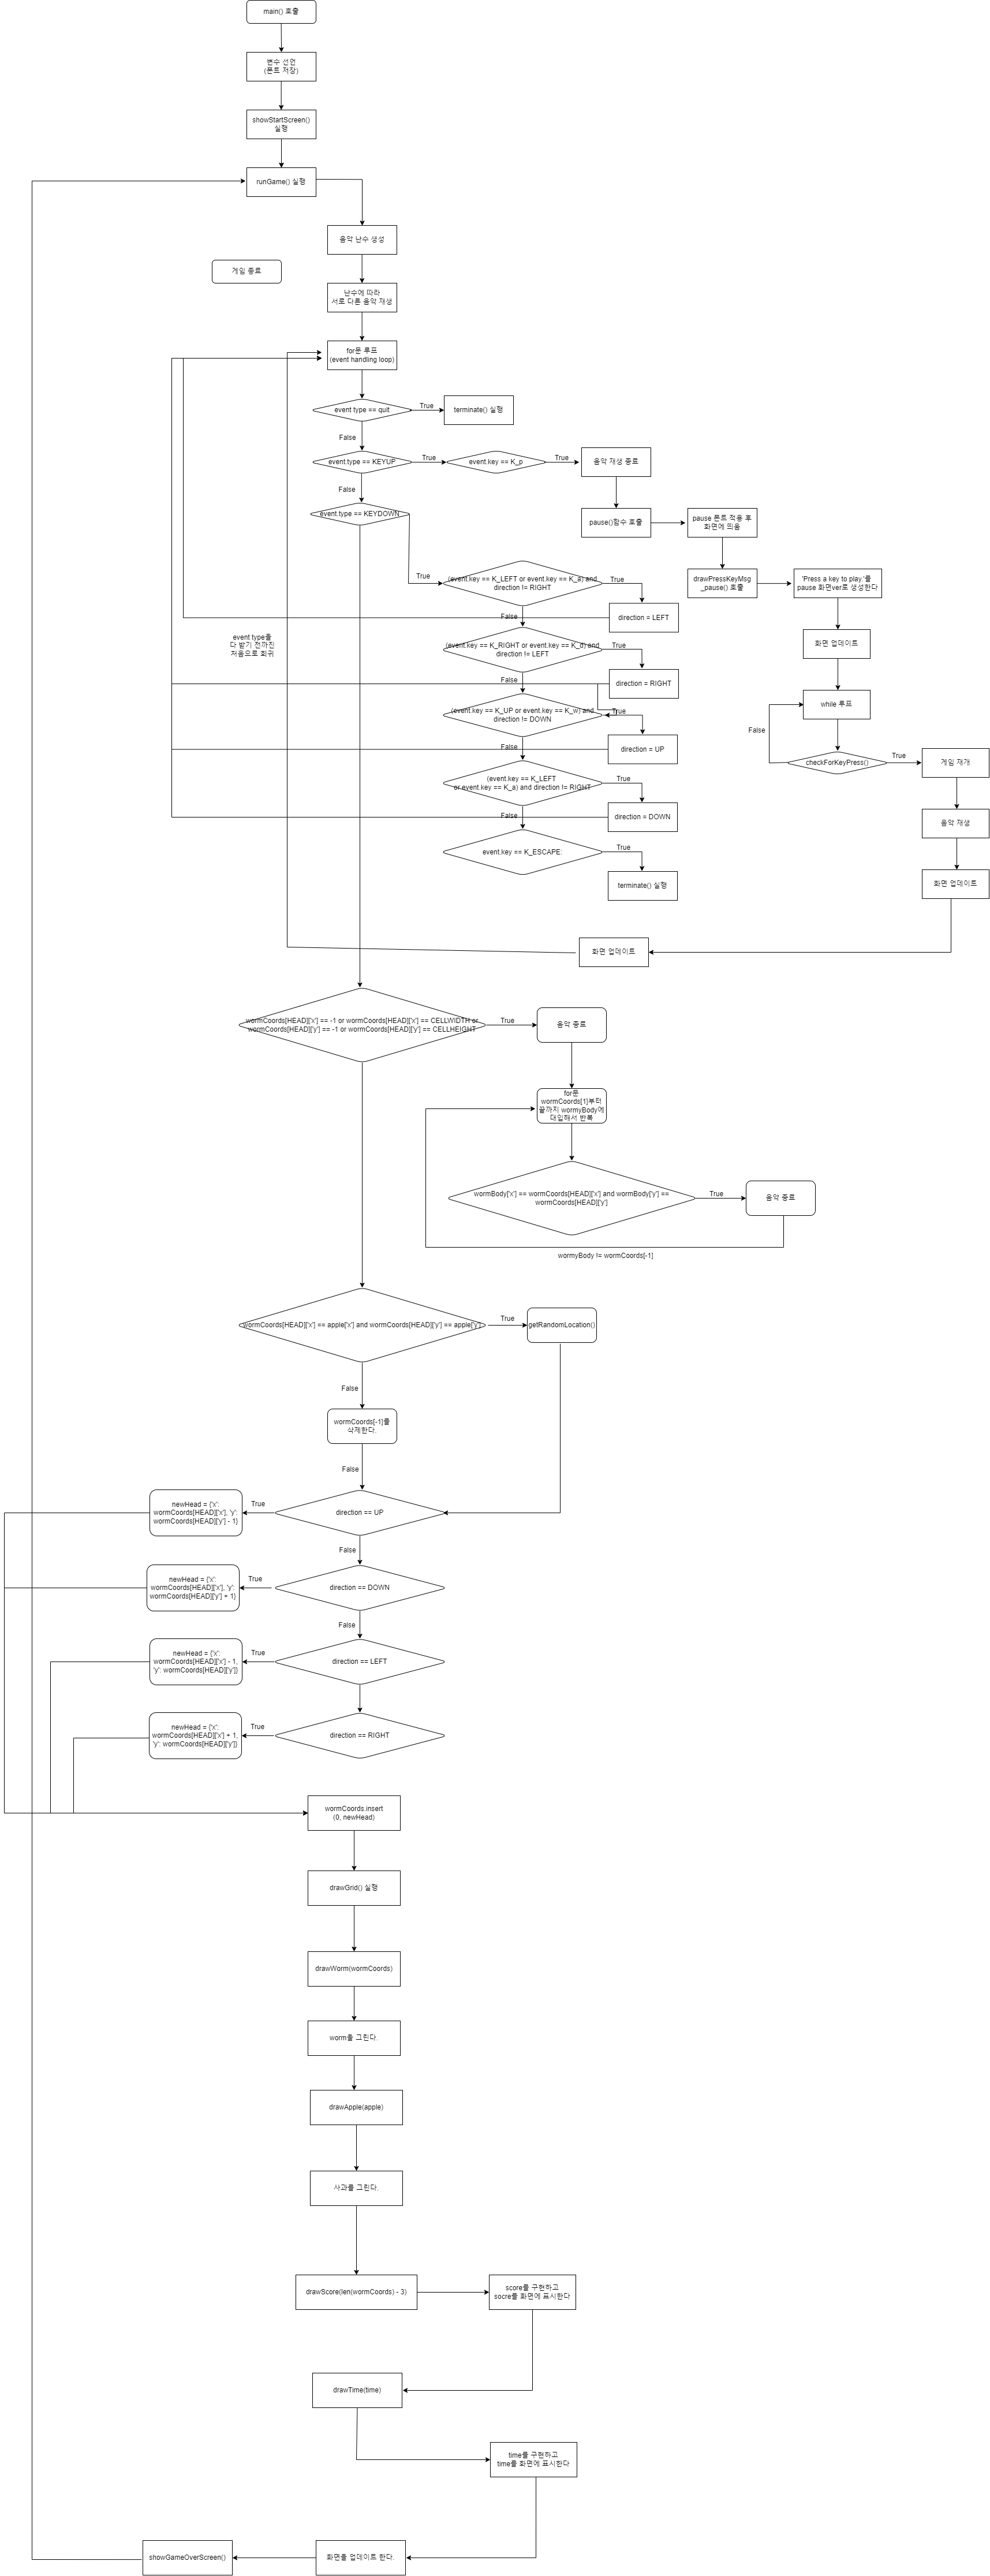 main() 호출
변수 선언
(폰트 저장)
showStartScreen()
실행
runGame() 실행
음악 난수 생성
게임 종료
난수에 따라
서로 다른 음악 재생
for문 루프
(event handling loop)
event type == quit
True
terminate() 실행
False
event.type == KEYUP
True
event.key == K_p
True
음악 재생 종료
False
event.type == KEYDOWN
pause()함수 호출
pause 폰트 적용 후
화면에 띄움
True
(event.key == K_LEFT or event.key == K_a) and
direction != RIGHT
True
drawPressKeyMsg
_pause() 호출
'Press a key to play.'를
pause 화면ver로 생성한다
False
direction = LEFT
event type를
다 받기 전까진
처음으로 회귀
(event.key == K_RIGHT or event.key == K_d) and
direction != LEFT
True
화면 업데이트
False
direction = RIGHT
while 루프
(event.key == K_UP or event.key == K_w) and
direction != DOWN
True
False
False
direction = UP
checkForKeyPress()
True
게임 재개
(event.key == K_LEFT
or event.key == K_a) and direction != RIGHT
True
False
direction = DOWN
음악 재생
event.key == K_ESCAPE:
True
terminate() 실행
화면 업데이트
화면 업데이트
wormCoords[HEAD]['x'] == -1 or wormCoords[HEAD]['x'] == CELLWIDTH or
wormCoords[HEAD]['y'] == -1 or wormCoords[HEAD]['y'] == CELLHEIGHT
True
음악 종료
for문
wormCoords[1]부터
끝까지 wormyBody에
대입해서 반복
wormBody['x'] == wormCoords[HEAD]['x'] and wormBody['y'] ==
wormCoords[HEAD]['y']
True
음악 종료
wormyBody != wormCoords[-1]
wormCoords[HEAD]['x'] == apple['x'] and wormCoords[HEAD]['y'] == apple['y']
True
getRandomLocation()
False
wormCoords[-1]를
삭제한다.
False
newHead = {'x':
wormCoords[HEAD]['x'], 'y':
wormCoords[HEAD]['y'] - 1}
True
direction == UP
False
newHead = {'x':
wormCoords[HEAD]['x'], 'y':
wormCoords[HEAD]['y'] + 1}
True
direction == DOWN
False
newHead = {'x':
wormCoords[HEAD]['x'] - 1,
'y': wormCoords[HEAD]['y']}
True
direction == LEFT
newHead = {'x':
wormCoords[HEAD]['x'] + 1,
'y': wormCoords[HEAD]['y']}
True
direction == RIGHT
wormCoords.insert
(0, newHead)
drawGrid() 실행
drawWorm(wormCoords)
worm를 그린다.
drawApple(apple)
사과를 그린다.
drawScore(len(wormCoords) - 3)
score를 구현하고
socre를 화면에 표시한다
drawTime(time)
time를 구현하고
time를 화면에 표시한다
showGameOverScreen()
화면을 업데이트 한다.